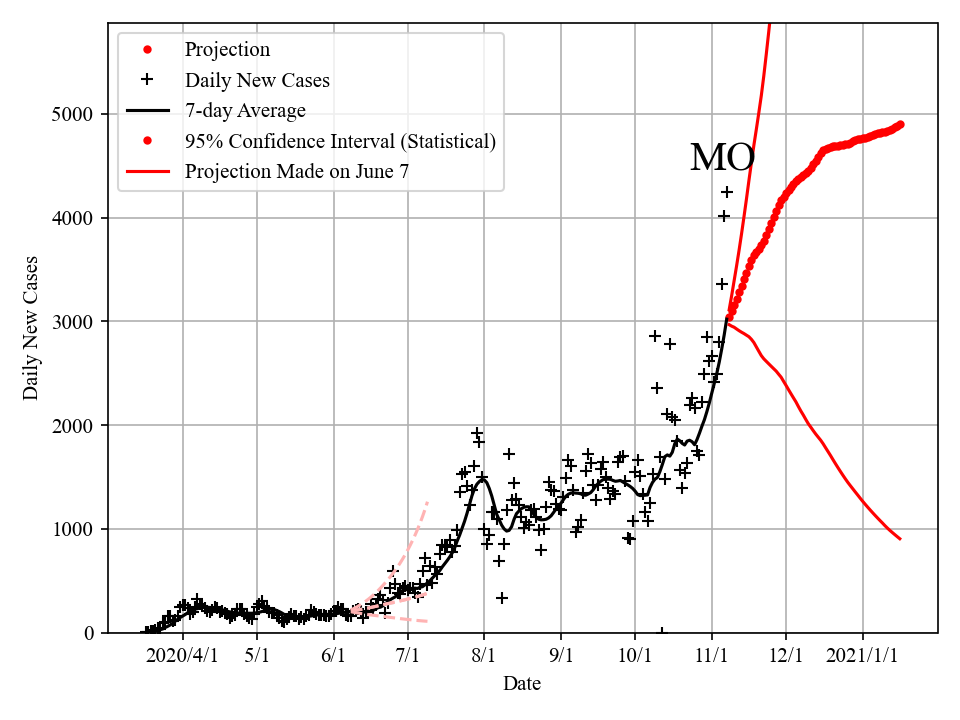 Projection
Daily New Cases
7-day Average
95% Confidence Interval (Statistical)
Projection Made on June 7
MO
Daily New Cases
5000
4000
3000
2000
1000
0
2020/4/1 5/1 6/1 7/1 8/1 9/1 10/1 11/1 12/1 2021/1/1
Date